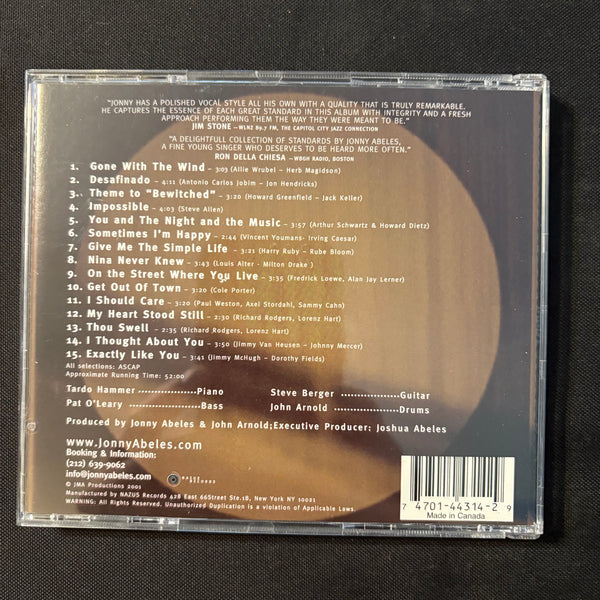 "JONNY HAS A POLISHED VOCAL STYLE ALL HIS OWN WITH A QUALITY THAT IS TRULY REMARKABLE.
HE CAPTURES THE ESSENCE OF EACH GREAT STANDARD IN THIS ALBUM WITH INTEGRITY AND A FRESH
APPROACH PERFORMING THEM THE WAY THEY WERE MEANT TO BE."
JIM STONE – WLNZ 89.7 FM, THE CAPITOL CITY JAZZ CONNECTION
"A DELIGHTFULL COLLECTION OF STANDARDS BY JONNY ABELES,
A FINE YOUNG SINGER WHO DESERVES TO BE HEARD MORE OFTEN."
RON DELLA CHIESA – WBGH RADIO, BOSTON
1. Gone With The Wind – 3:03 (Allie Wrubel – Herb Magidson)
2. Desafinado – 4:11 (Antonio Carlos Jobim – Jon Hendricks)
3. Theme to "Bewitched" – 3:20 (Howard Greenfield – Jack Keller)
4. Impossible – 4:03 (Steve Allen)
5. You and The Night and the Music – 3:57 (Arthur Schwartz & Howard Dietz)
6. Sometimes I'm Happy – 2:44 (Vincent Youmans- Irving Caesar)
7. Give Me The Simple Life – 3:21 (Harry Ruby – Rube Bloom)
8. Nina Never Knew – 3:43 (Louis Alter - Milton Drake )
9. On the Street Where You Live – 3:35 (Fredrick Loewe, Alan Jay Lerner)
10. Get Out Of Town – 3:20 (Cole Porter)
11. I Should Care – 3:20 (Paul Weston, Axel Stordahl, Sammy Cahn)
12. My Heart Stood Still – 2:30 (Richard Rodgers, Lorenz Hart)
13. Thou Swell – 2:35 (Richard Rodgers, Lorenz Hart)
14. I Thought About You – 3:50 (Jimmy Van Heusen – Johnny Mercer)
15. Exactly Like You – 3:41 (Jimmy McHugh – Dorothy Fields)
All selections: ASCAP
Approximate Running Time: 52:00
Tardo Hammer ..................Piano Steve Berger ...................Guitar
Pat O'Leary ........................Bass John Arnold ...................Drums
Produced by Jonny Abeles & John Arnold;Executive Producer: Joshua Abeles
www.JonnyAbeles.com
Booking & Information:
(212) 639-9062
info@jonnyabeles.com
© JMA Productions 2001
Manufactured by NAZUS Records 428 East 66Street Ste.18, New York NY 10021
WARNING: All Rights Reserved. Unauthorized Duplication is a violation of Applicable Laws.
7 4701-44314-2 9
Made in Canada